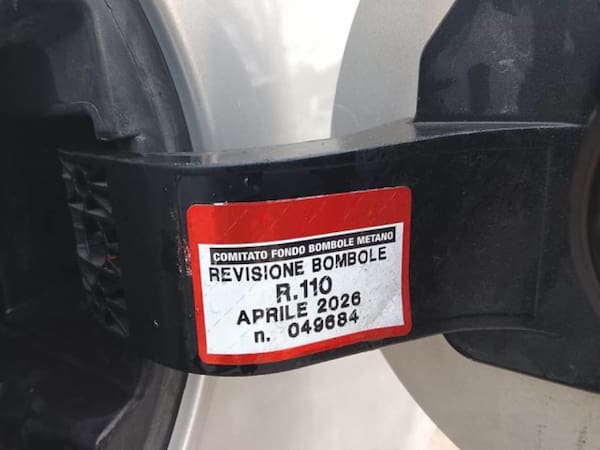 COMITATO FONDO BOMBOLE METANO
REVISIONE BOMBOLE
R.110
APRILE 2026
n. 049684